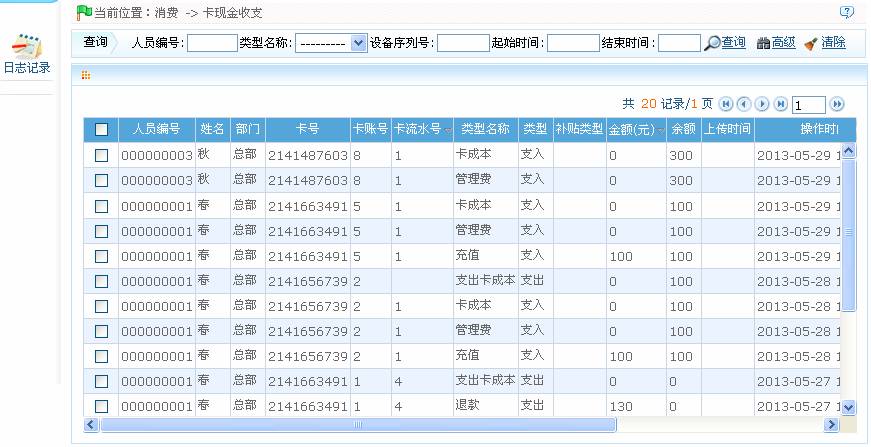 当前位置：消费 -> 卡现金收支
日志记录
查询 人员编号: 类型名称: --------- 设备序列号: 起始时间: 结束时间: 查询 高级 清除
共 20 记录/1 页 1
人员编号 姓名 部门 卡号 卡账号 卡流水号 类型名称 类型 补贴类型 金额(元) 余额 上传时间 操作时
000000003 秋 总部 2141487603 8 1 卡成本 支入 0 300 2013-05-29 1
000000003 秋 总部 2141487603 8 1 管理费 支入 0 300 2013-05-29 1
000000001 春 总部 2141663491 5 1 卡成本 支入 0 100 2013-05-29 1
000000001 春 总部 2141663491 5 1 管理费 支入 0 100 2013-05-29 1
000000001 春 总部 2141663491 5 1 充值 支入 100 100 2013-05-29 1
000000001 春 总部 2141656739 2 支出卡成本 支出 0 100 2013-05-28 1
000000001 春 总部 2141656739 2 1 卡成本 支入 0 100 2013-05-28 1
000000001 春 总部 2141656739 2 1 管理费 支入 0 100 2013-05-28 1
000000001 春 总部 2141656739 2 1 充值 支入 100 100 2013-05-28 1
000000001 春 总部 2141663491 1 4 支出卡成本 支出 0 0 2013-05-27 1
000000001 春 总部 2141663491 1 4 退款 支出 130 0 2013-05-27 1